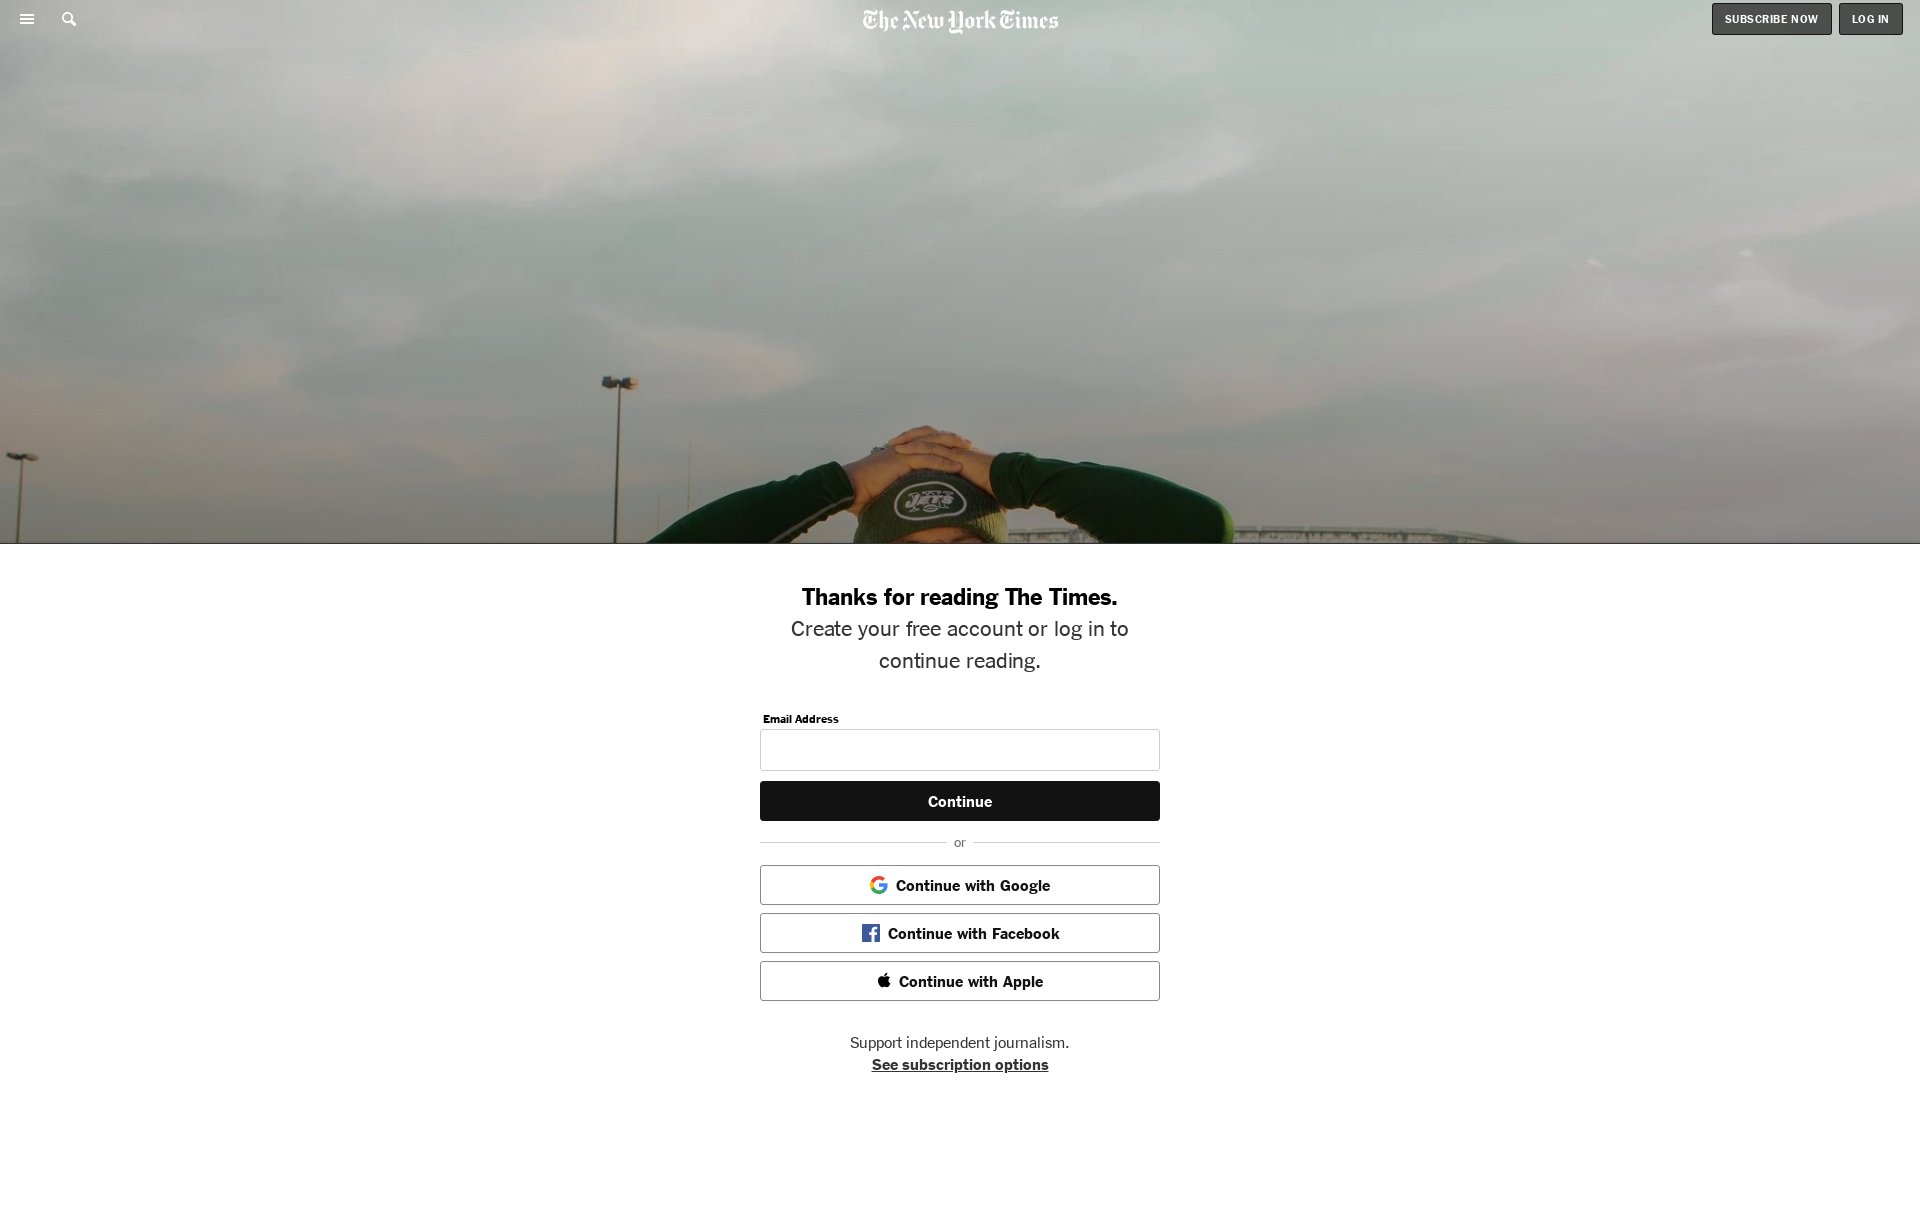 The New York Times
SUBSCRIBE NOW
LOG IN
JETS
Thanks for reading The Times.
Create your free account or log in to
continue reading.
Email Address
Continue
or
Continue with Google
Continue with Facebook
Continue with Apple
Support independent journalism.
See subscription options